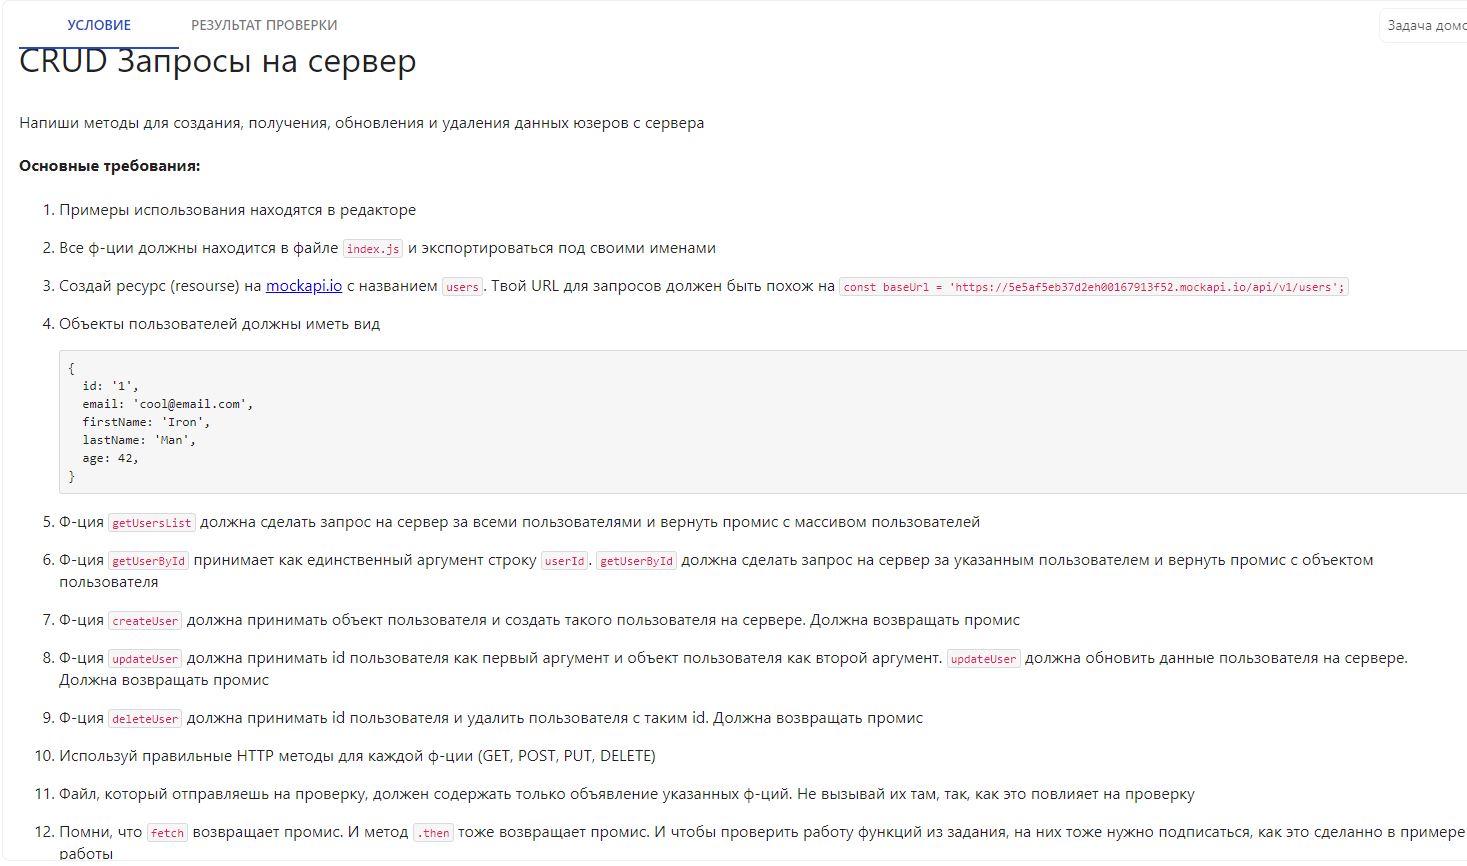 УСЛОВИЕ
РЕЗУЛЬТАТ ПРОВЕРКИ
Задача домо
CRUD Запросы на сервер
Напиши методы для создания, получения, обновления и удаления данных юзеров с сервера
Основные требования:
1. Примеры использования находятся в редакторе
2. Все ф-ции должны находится в файле index.js и экспортироваться под своими именами
3. Создай ресурс (resourse) на mockapi.io с названием users. Твой URL для запросов должен быть похож на const baseUrl = 'https://5e5af5eb37d2eh00167913f52.mockapi.io/api/v1/users';
4. Объекты пользователей должны иметь вид
{
id: '1',
email: 'cool@email.com',
firstName: 'Iron',
lastName: 'Man',
age: 42,
}
5. Ф-ция getUsersList должна сделать запрос на сервер за всеми пользователями и вернуть промис с массивом пользователей
6. Ф-ция getUserById принимает как единственный аргумент строку userId. getUserById должна сделать запрос на сервер за указанным пользователем и вернуть промис с объектом
пользователя
7. Ф-ция createUser должна принимать объект пользователя и создать такого пользователя на сервере. Должна возвращать промис
8. Ф-ция updateUser должна принимать id пользователя как первый аргумент и объект пользователя как второй аргумент. updateUser должна обновить данные пользователя на сервере.
Должна возвращать промис
9. Ф-ция deleteUser должна принимать id пользователя и удалить пользователя с таким id. Должна возвращать промис
10. Используй правильные HTTP методы для каждой ф-ции (GET, POST, PUT, DELETE)
11. Файл, который отправляешь на проверку, должен содержать только объявление указанных ф-ций. Не вызывай их там, так, как это повлияет на проверку
12. Помни, что fetch возвращает промис. И метод .then тоже возвращает промис. И чтобы проверить работу функций из задания, на них тоже нужно подписаться, как это сделанно в примере
работы